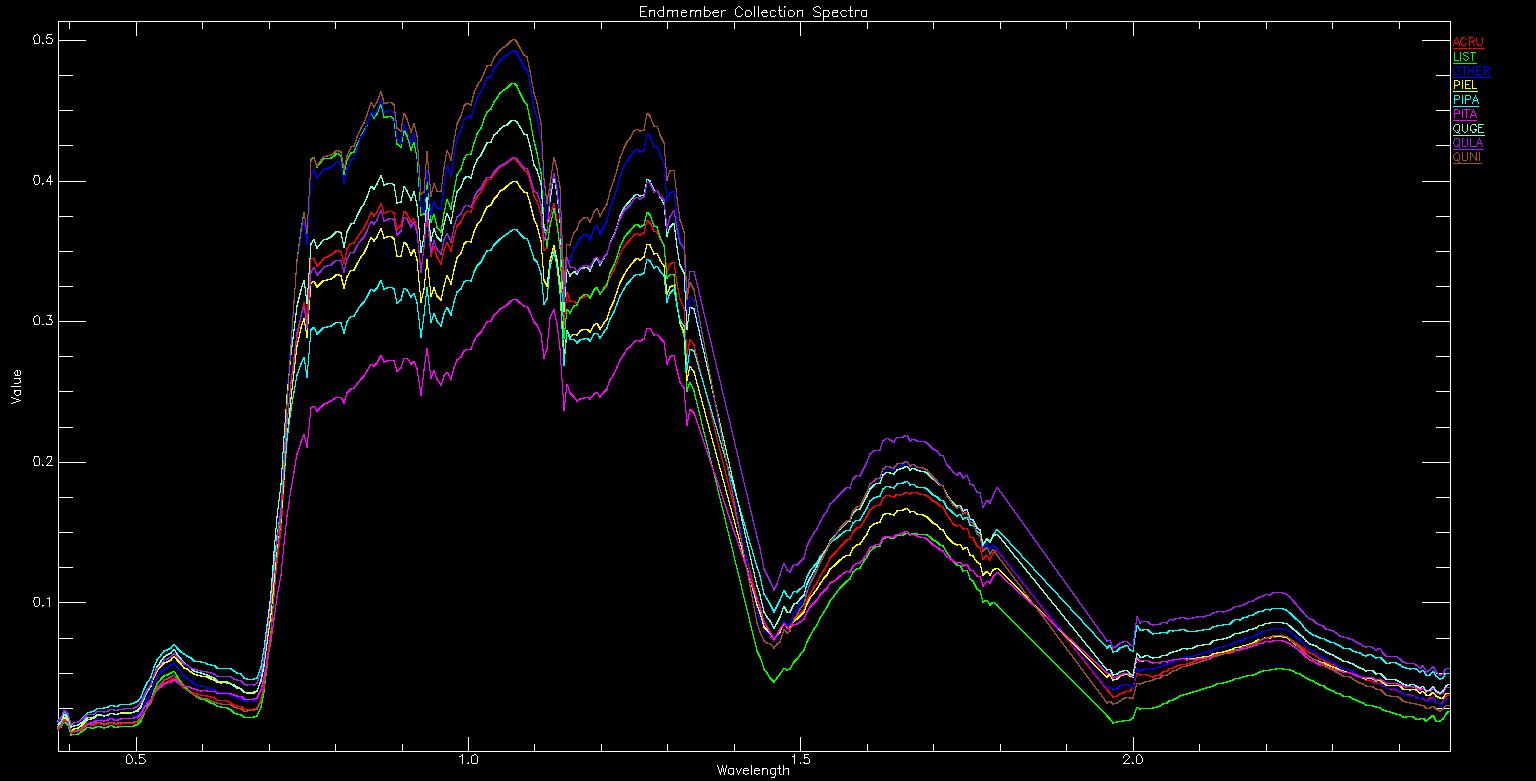 Endmember Collection Spectra
0.5
0.4
0.3
0.2
0.1
Value
0.5
1.0
1.5
2.0
Wavelength
ACRU
LIST
OTHER
PIEL
PIPA
PITA
QUGE
QULA
QUNI